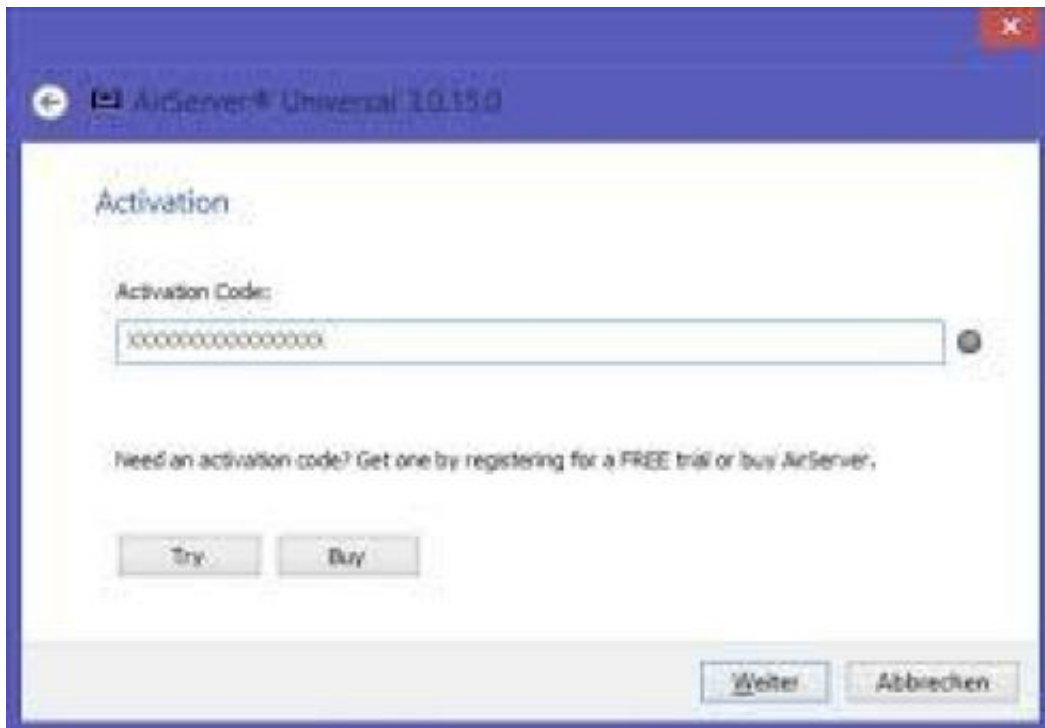 AirServer® Universal 3.0.15.0
Activation
Activation Code:
XXXXXXXXXXXXXXXX
Need an activation code? Get one by registering for a FREE trial or buy AirServer.
Try
Buy
Weiter
Abbrechen